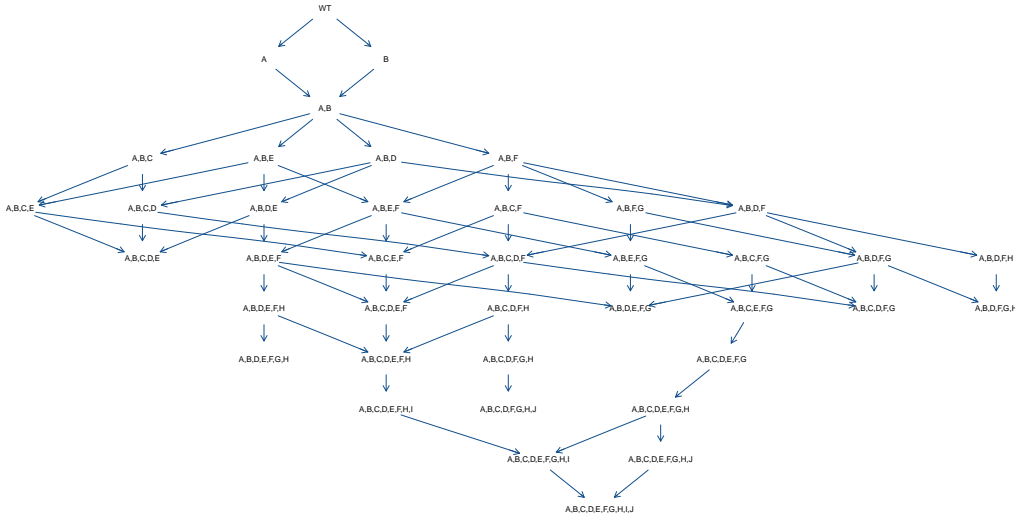 WT
A
B
A,B
A,B,C
A,B,E
A,B,D
A,B,F
A,B,C,E
A,B,C,D
A,B,D,E
A,B,E,F
A,B,C,F
A,B,F,G
A,B,D,F
A,B,C,D,E
A,B,D,E,F
A,B,C,E,F
A,B,C,D,F
A,B,E,F,G
A,B,C,F,G
A,B,D,F,G
A,B,D,F,H
A,B,D,E,F,H
A,B,C,D,E,F
A,B,C,D,F,H
A,B,D,E,F,G
A,B,C,E,F,G
A,B,C,D,F,G
A,B,D,F,G,H
A,B,D,E,F,G,H
A,B,C,D,E,F,H
A,B,C,D,F,G,H
A,B,C,D,E,F,G
A,B,C,D,E,F,H,I
A,B,C,D,F,G,H,J
A,B,C,D,E,F,G,H
A,B,C,D,E,F,G,H,I
A,B,C,D,E,F,G,H,J
A,B,C,D,E,F,G,H,I,J